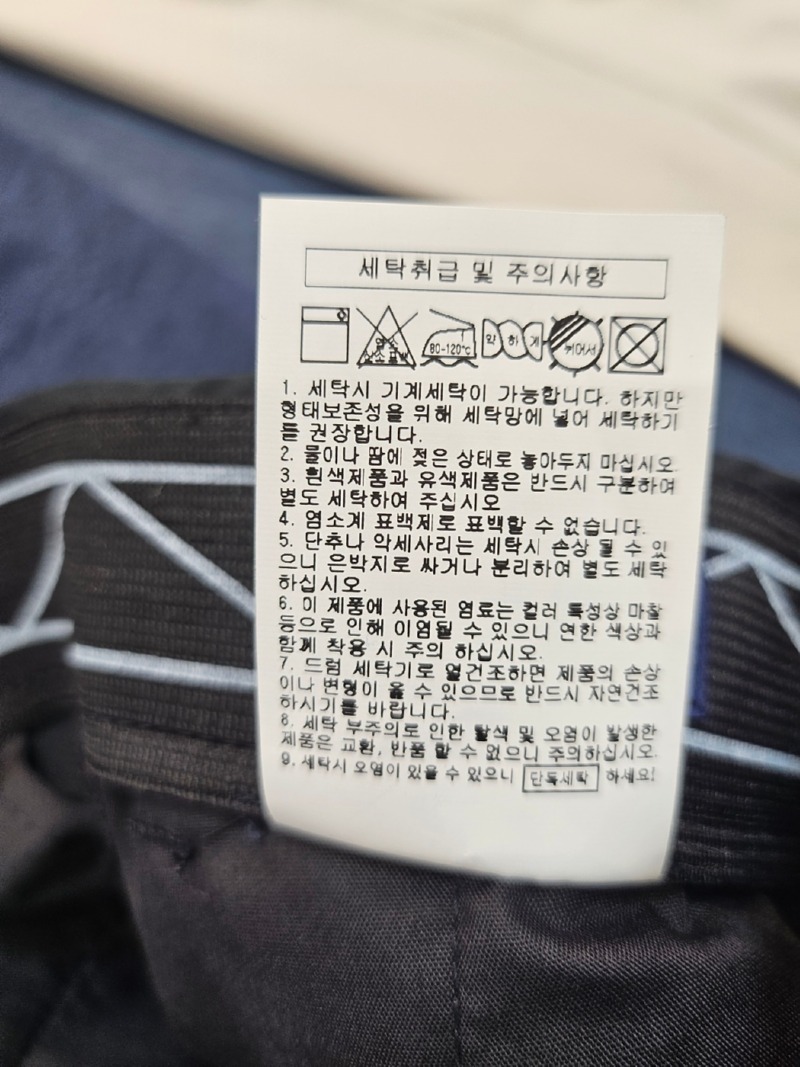 세탁취급 및 주의사항
염소
산소 표백
80-120℃
약 하 게
뉘어서
1. 세탁시 기계세탁이 가능합니다. 하지만
형태보존성을 위해 세탁망에 넣어 세탁하기
를 권장합니다.
2. 물이나 땀에 젖은 상태로 놓아두지 마십시오.
3. 흰색제품과 유색제품은 반드시 구분하여
별도 세탁하여 주십시오
4. 염소계 표백제로 표백할 수 없습니다.
5. 단추나 악세사리는 세탁시 손상 될 수 있
으니 은박지로 싸거나 분리하여 별도 세탁
하십시오.
6. 이 제품에 사용된 염료는 컬러 특성상 마찰
등으로 인해 이염될 수 있으니 연한 색상과
함께 착용 시 주의 하십시오.
7. 드럼 세탁기로 열건조하면 제품의 손상
이나 변형이 올 수 있으므로 반드시 자연건조
하시기를 바랍니다.
8. 세탁 부주의로 인한 탈색 및 오염이 발생한
제품은 교환, 반품 할 수 없으니 주의하십시오.
9. 세탁시 오염이 있을 수 있으니 단독세탁 하세요!